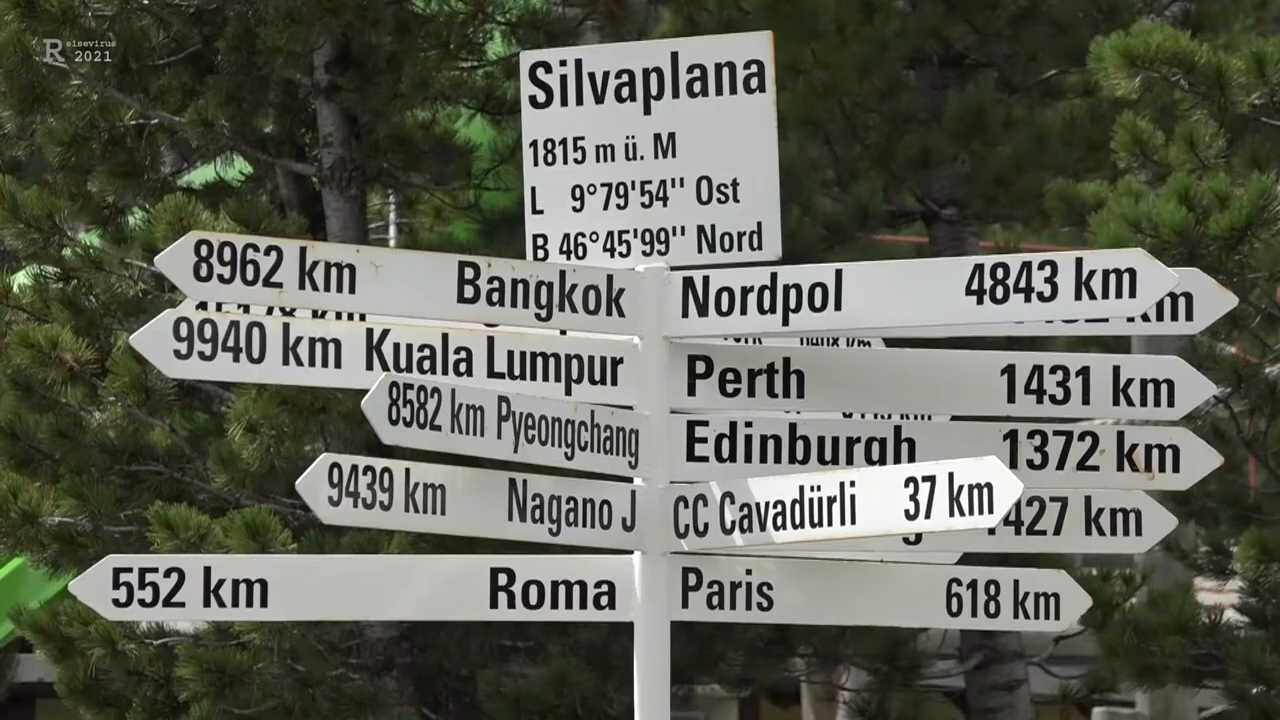 Reisevirus
2021
Silvaplana
1815 m ü. M
L 9°79'54'' Ost
B 46°45'99'' Nord
8962 km Bangkok
Nordpol 4843 km
km
9940 km Kuala Lumpur
Perth 1431 km
8582 km Pyeongchang
Edinburgh 1372 km
9439 km Nagano J
CC Cavadürli 37 km
1427 km
552 km Roma
Paris 618 km